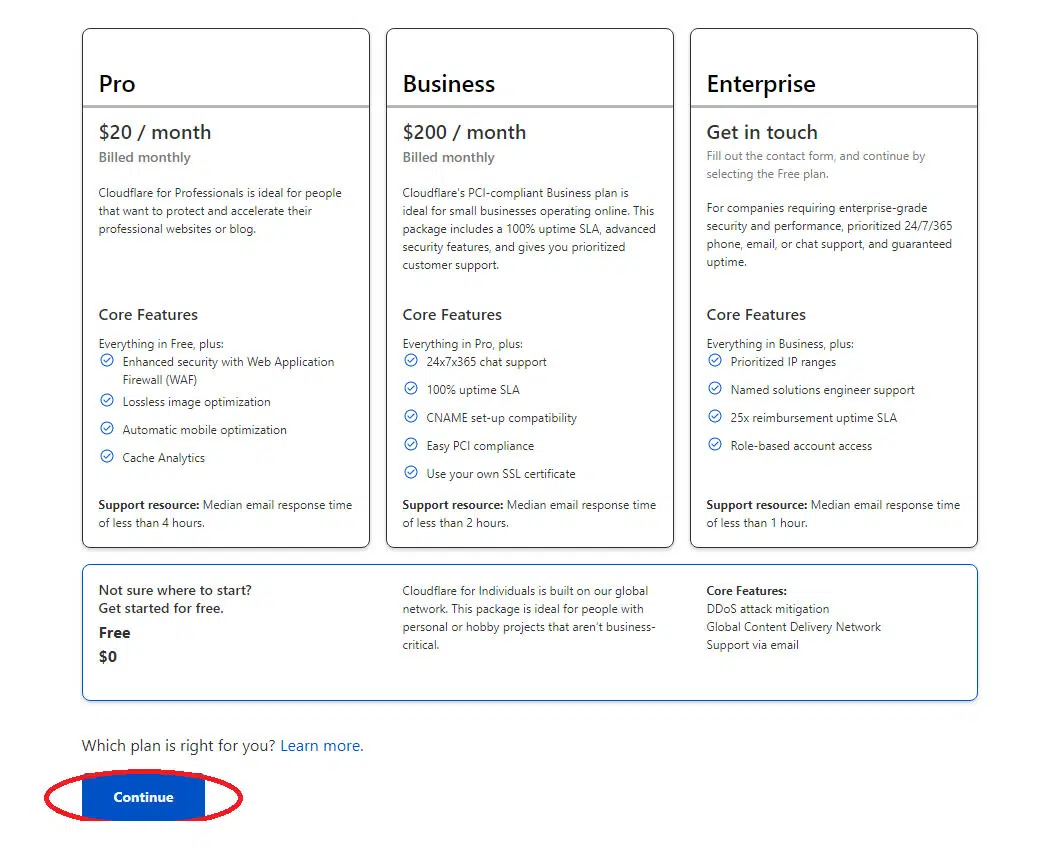 Pro
$20 / month
Billed monthly
Cloudflare for Professionals is ideal for people
that want to protect and accelerate their
professional websites or blog.
Core Features
Everything in Free, plus:
Enhanced security with Web Application
Firewall (WAF)
Lossless image optimization
Automatic mobile optimization
Cache Analytics
Support resource: Median email response time
of less than 4 hours.
Business
$200 / month
Billed monthly
Cloudflare's PCI-compliant Business plan is
ideal for small businesses operating online. This
package includes a 100% uptime SLA, advanced
security features, and gives you prioritized
customer support.
Core Features
Everything in Pro, plus:
24x7x365 chat support
100% uptime SLA
CNAME set-up compatibility
Easy PCI compliance
Use your own SSL certificate
Support resource: Median email response time
of less than 2 hours.
Enterprise
Get in touch
Fill out the contact form, and continue by
selecting the Free plan.
For companies requiring enterprise-grade
security and performance, prioritized 24/7/365
phone, email, or chat support, and guaranteed
uptime.
Core Features
Everything in Business, plus:
Prioritized IP ranges
Named solutions engineer support
25x reimbursement uptime SLA
Role-based account access
Support resource: Median email response time
of less than 1 hour.
Not sure where to start?
Get started for free.
Free
$0
Cloudflare for Individuals is built on our global
network. This package is ideal for people with
personal or hobby projects that aren't business-
critical.
Core Features:
DDoS attack mitigation
Global Content Delivery Network
Support via email
Which plan is right for you? Learn more.
Continue